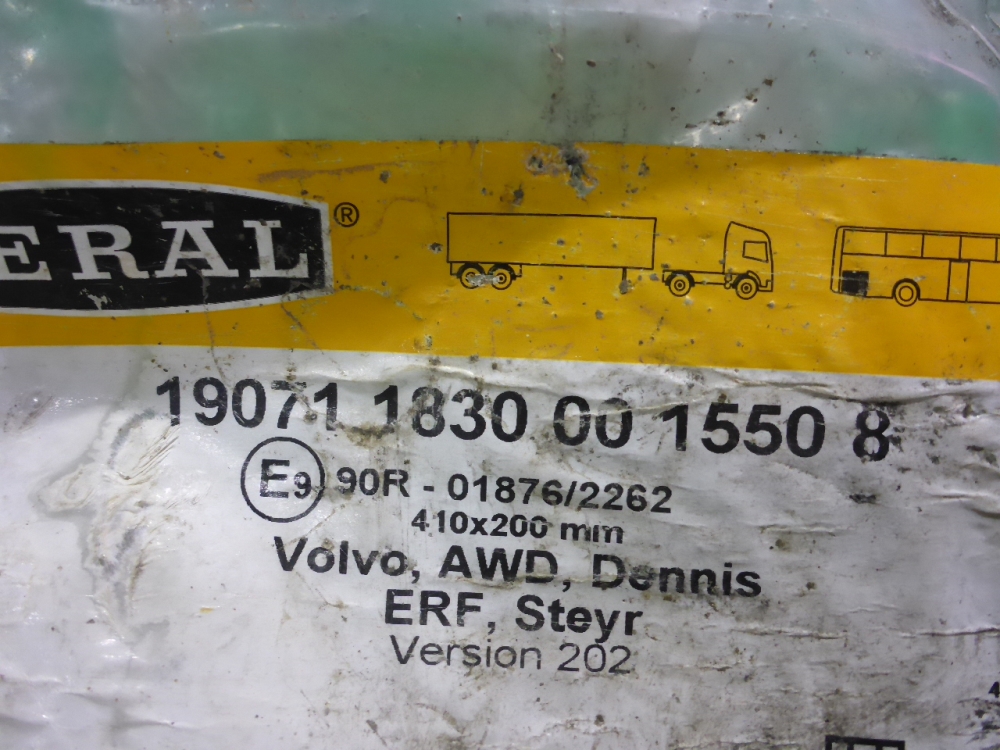 ERAL®
19071 1830 00 1550 8
E9 90R - 01876/2262
410x200 mm
Volvo, AWD, Dennis
ERF, Steyr
Version 202
4